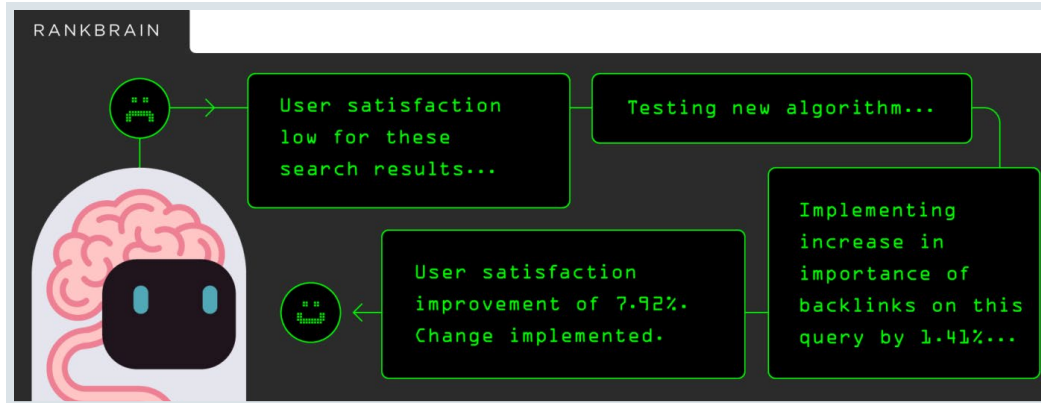 RANKBRAIN
User satisfaction
low for these
search results...
Testing new algorithm...
Implementing
increase in
importance of
backlinks on this
query by 1.41%...
User satisfaction
improvement of 7.92%.
Change implemented.